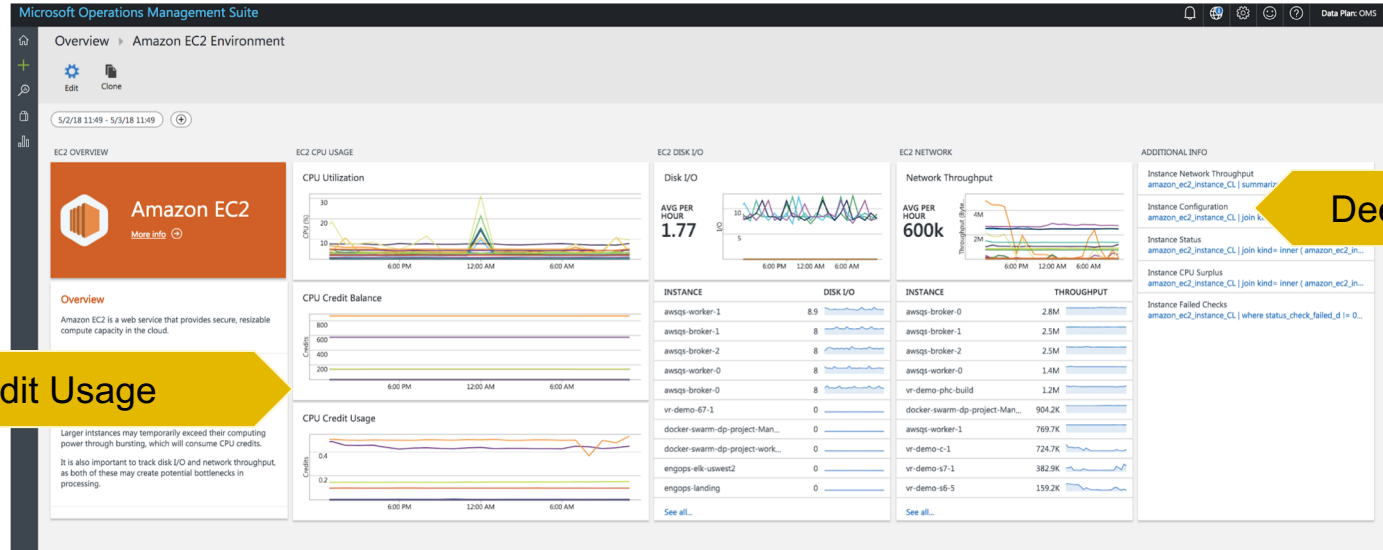 Microsoft Operations Management Suite
Data Plan: OMS
Overview Amazon EC2 Environment
Edit Clone
5/2/18 11:49 - 5/3/18 11:49
EC2 OVERVIEW
Amazon EC2
More info
Overview
Amazon EC2 is a web service that provides secure, resizable
compute capacity in the cloud.
dit Usage
Larger intstances may temporarily exceed their computing
power through bursting, which will consume CPU credits.
It is also important to track disk I/O and network throughput,
as both of these may create potential bottlenecks in
processing.
EC2 CPU USAGE
CPU Utilization
CPU (%)
30
20
10
6:00 PM 12:00 AM 6:00 AM
CPU Credit Balance
Credits
800
600
400
200
6:00 PM 12:00 AM 6:00 AM
CPU Credit Usage
Credits
0.4
0.2
6:00 PM 12:00 AM 6:00 AM
EC2 DISK I/O
Disk I/O
AVG PER
HOUR
1.77
I/O
10
5
6:00 PM 12:00 AM 6:00 AM
INSTANCE DISK I/O
awsqs-worker-1 8.9
awsqs-broker-1 8
awsqs-broker-2 8
awsqs-worker-0 8
awsqs-broker-0 8
vr-demo-67-1 0
docker-swarm-dp-project-Man... 0
docker-swarm-dp-project-work... 0
engops-elk-uswest2 0
engops-landing 0
See all...
EC2 NETWORK
Network Throughput
AVG PER
HOUR
600k
Throughput (Byte...
4M
2M
6:00 PM 12:00 AM 6:00 AM
INSTANCE THROUGHPUT
awsqs-broker-0 2.8M
awsqs-broker-1 2.5M
awsqs-broker-2 2.5M
awsqs-worker-0 1.4M
vr-demo-phc-build 1.2M
docker-swarm-dp-project-Man... 904.2K
awsqs-worker-1 769.7K
vr-demo-c-1 724.7K
vr-demo-s7-1 382.9K
vr-demo-s6-5 159.2K
See all...
ADDITIONAL INFO
Instance Network Throughput
amazon_ec2_instance_CL | summariz
Instance Configuration
amazon_ec2_instance_CL | join k
Instance Status
amazon_ec2_instance_CL | join kind= inner ( amazon_ec2_in...
Instance CPU Surplus
amazon_ec2_instance_CL | join kind= inner ( amazon_ec2_in...
Instance Failed Checks
amazon_ec2_instance_CL | where status_check_failed_d != 0...
Dec